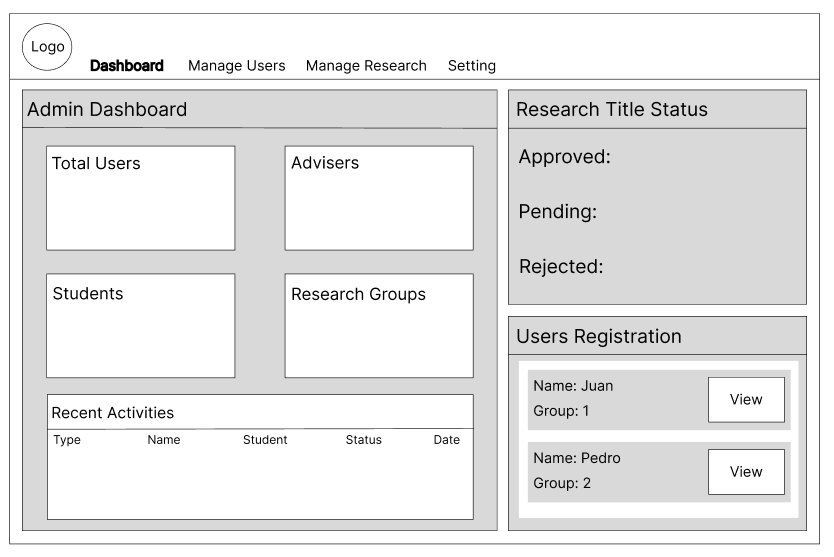 Logo
Dashboard Manage Users Manage Research Setting
Admin Dashboard
Total Users
Advisers
Students
Research Groups
Recent Activities
Type Name Student Status Date
Research Title Status
Approved:
Pending:
Rejected:
Users Registration
Name: Juan
Group: 1
View
Name: Pedro
Group: 2
View